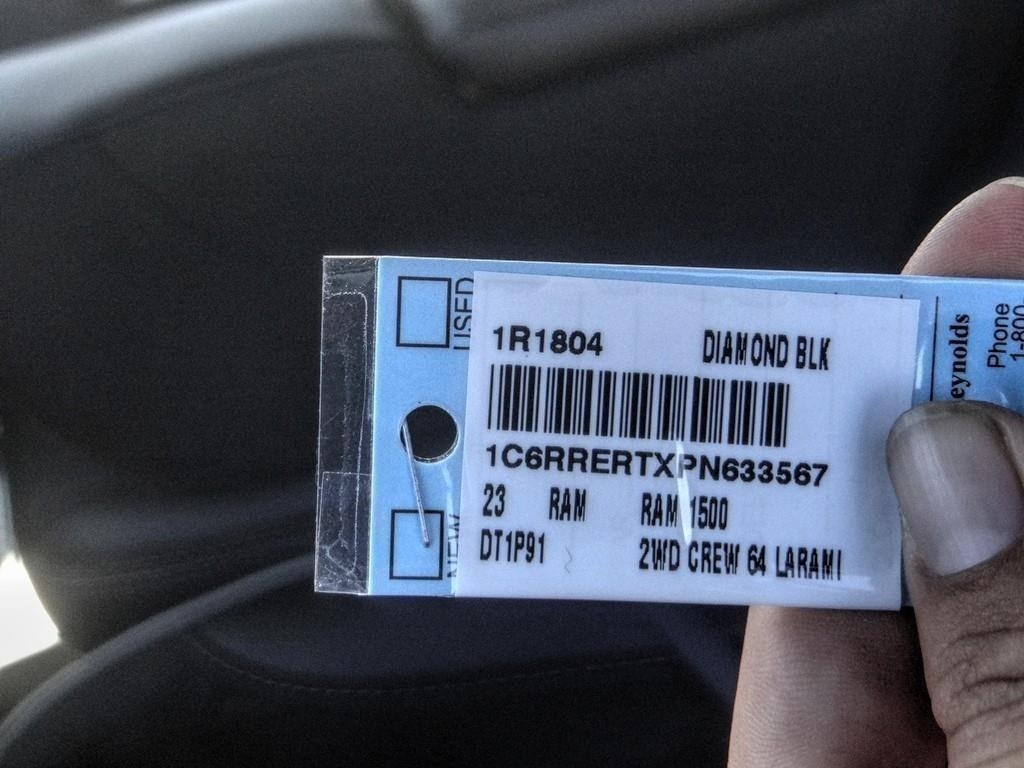 USED
NEW
1R1804 DIAMOND BLK
1C6RRERTXPN633567
23 RAM RAM 1500
DT1P91 2WD CREW 64 LARAMI
eynolds
Phone
1-800